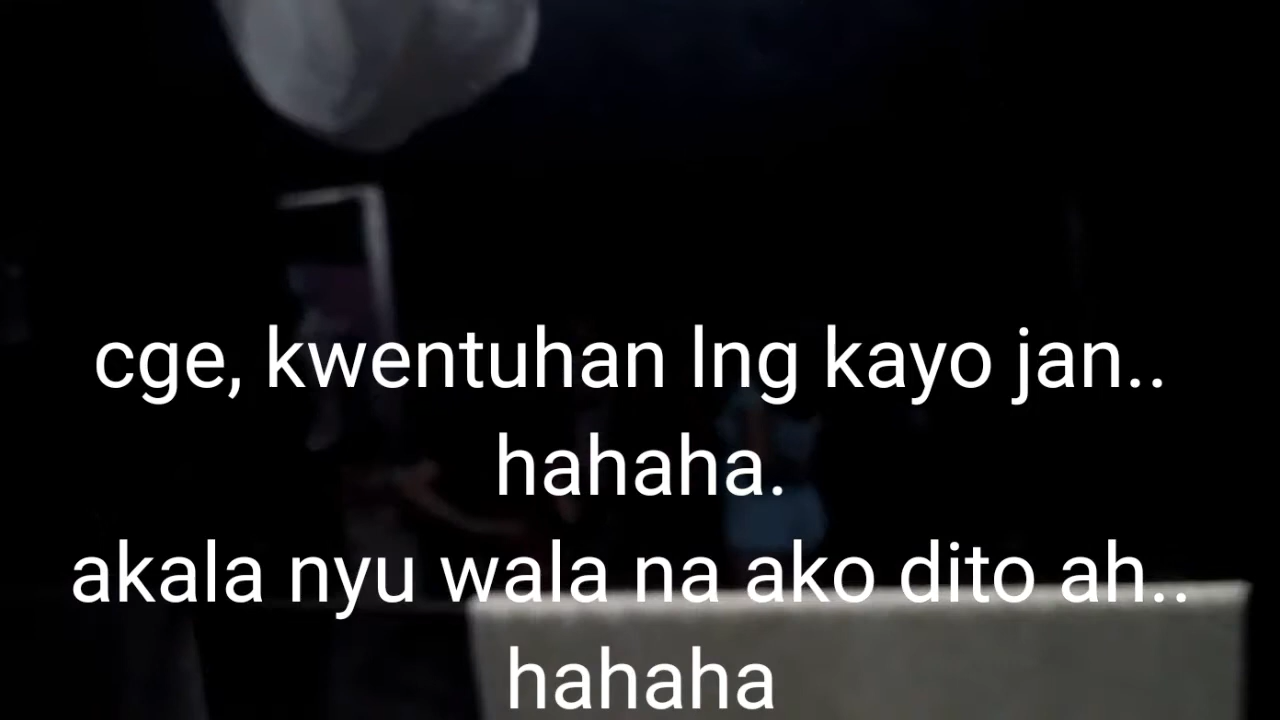 cge, kwentuhan lng kayo jan..
hahaha.
akala nyu wala na ako dito ah..
hahaha